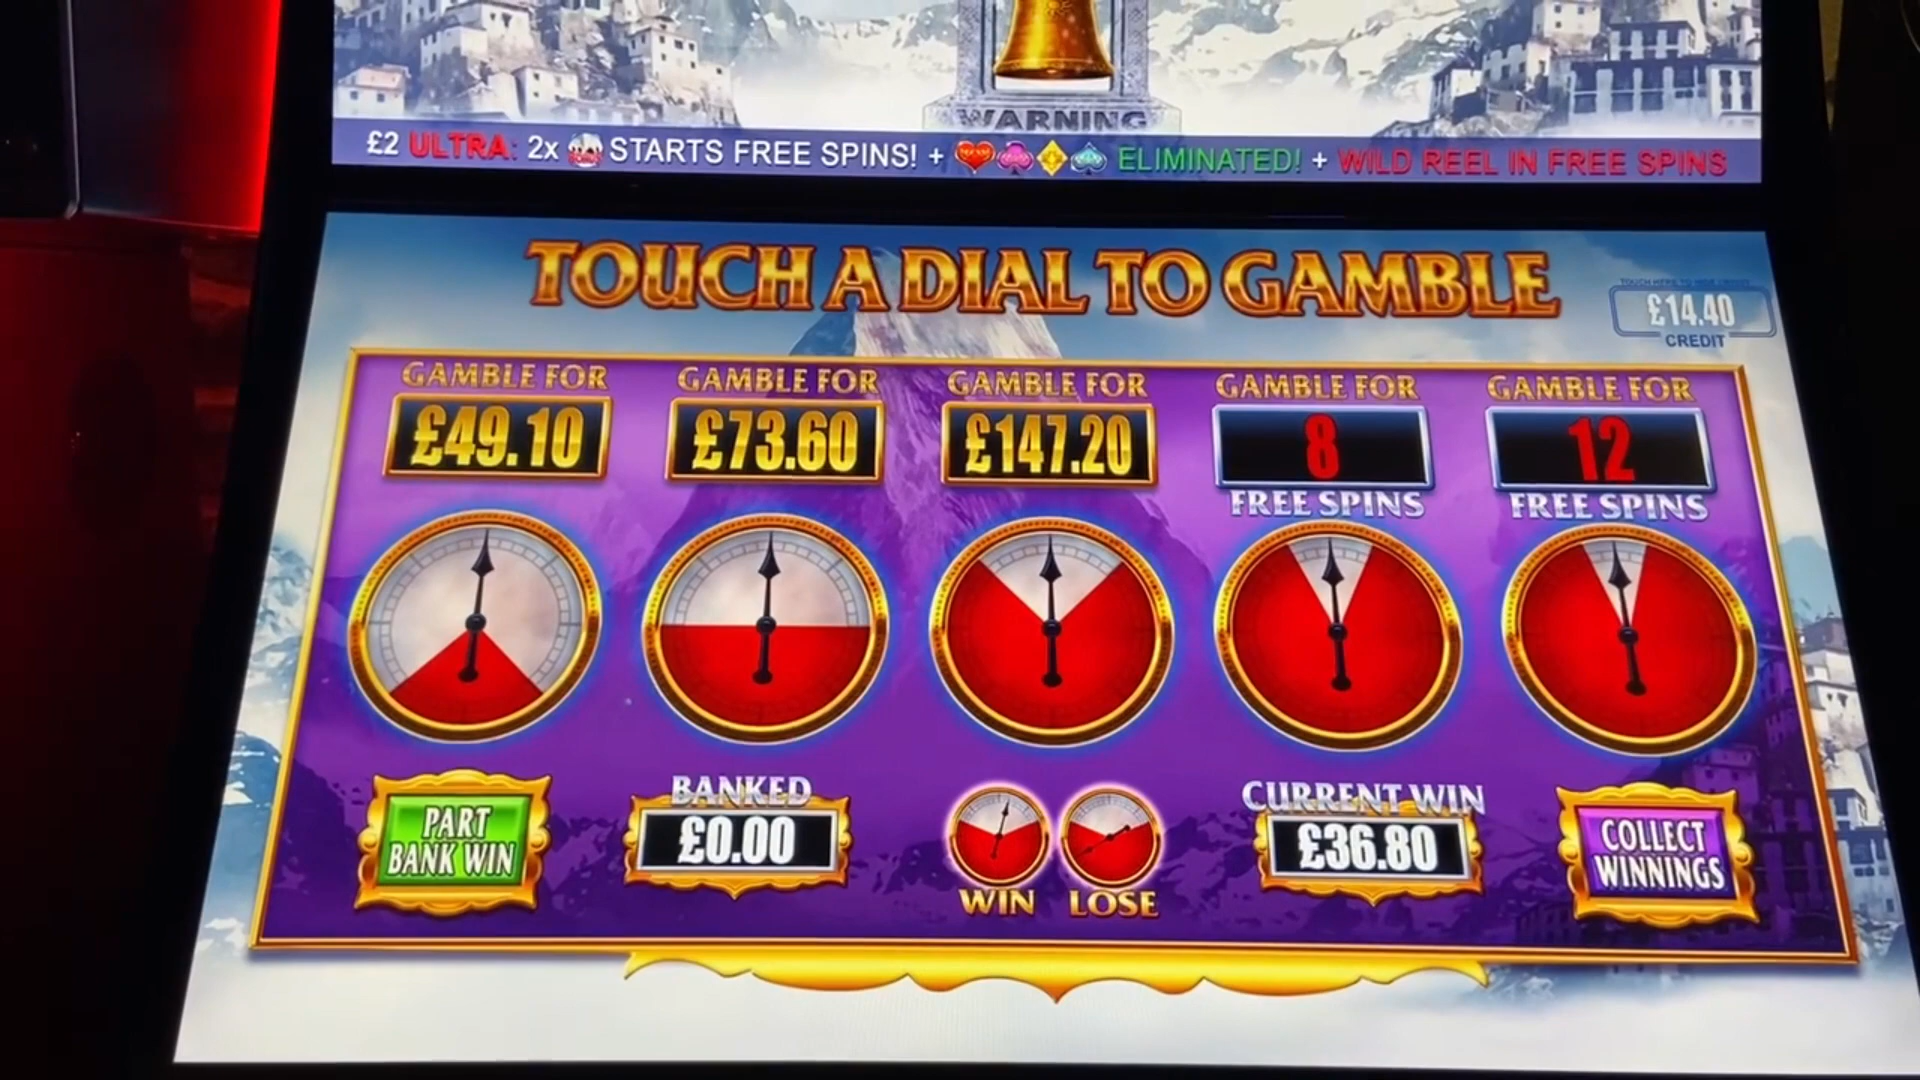 WARNING
£2 ULTRA: 2x BONUS STARTS FREE SPINS! + ELIMINATED! + WILD REEL IN FREE SPINS
TOUCH A DIAL TO GAMBLE
£14.40
CREDIT
GAMBLE FOR GAMBLE FOR GAMBLE FOR GAMBLE FOR GAMBLE FOR
£49.10 £73.60 £147.20 8 12
FREE SPINS FREE SPINS
PART
BANK WIN
BANKED
£0.00
WIN LOSE
CURRENT WIN
£36.80
COLLECT
WINNINGS